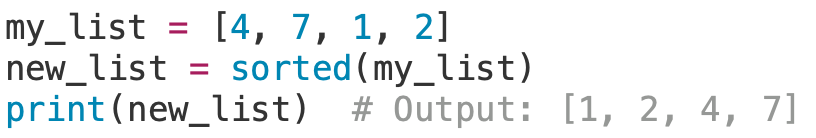 my_list = [4, 7, 1, 2]
new_list = sorted(my_list)
print(new_list)  # Output: [1, 2, 4, 7]